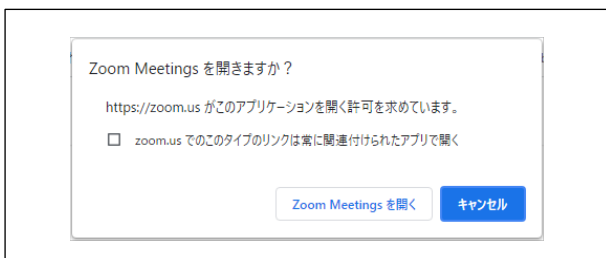 Zoom Meetings を開きますか？
https://zoom.us がこのアプリケーションを開く許可を求めています。
zoom.us でのこのタイプのリンクは常に関連付けられたアプリで開く
Zoom Meetings を開く
キャンセル